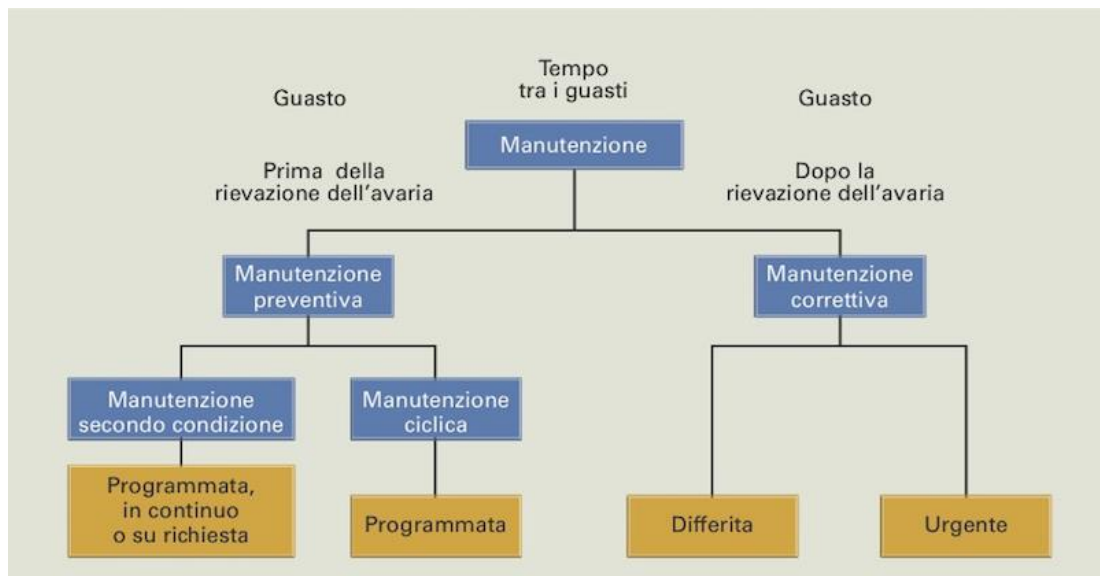 Tempo
tra i guasti
Guasto
Guasto
Manutenzione
Prima della
rievazione dell'avaria
Dopo la
rievazione dell'avaria
Manutenzione
preventiva
Manutenzione
correttiva
Manutenzione
secondo condizione
Manutenzione
ciclica
Programmata,
in continuo
o su richiesta
Programmata
Differita
Urgente